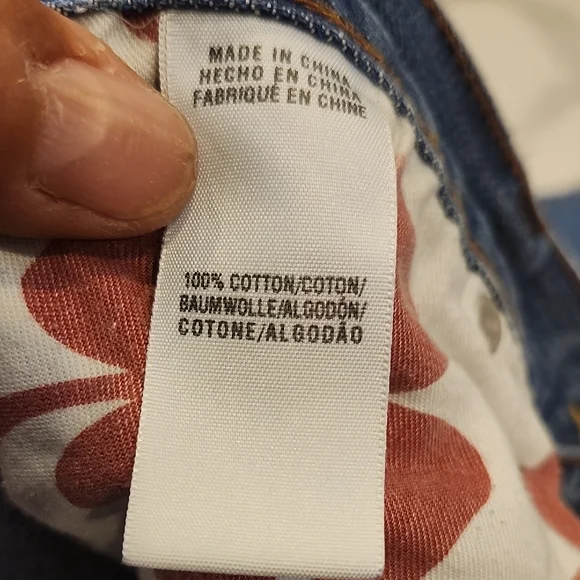 MADE IN CHINA
HECHO EN CHINA
FABRIQUÉ EN CHINE
100% COTTON/COTON/
BAUMWOLLE/ALGODÓN/
COTONE/ALGODÃO